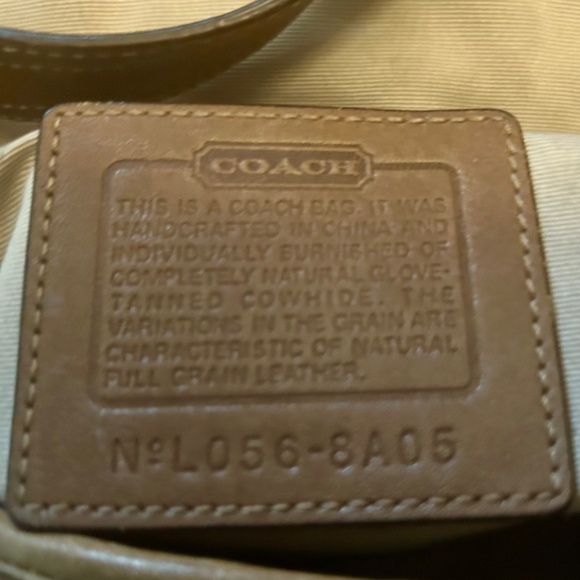 COACH
THIS IS A COACH BAG. IT WAS
HANDCRAFTED IN CHINA AND
INDIVIDUALLY BURNISHED OF
COMPLETELY NATURAL GLOVE-
TANNED COWHIDE. THE
VARIATIONS IN THE GRAIN ARE
CHARACTERISTIC OF NATURAL
FULL GRAIN LEATHER.
NºL056-8A05